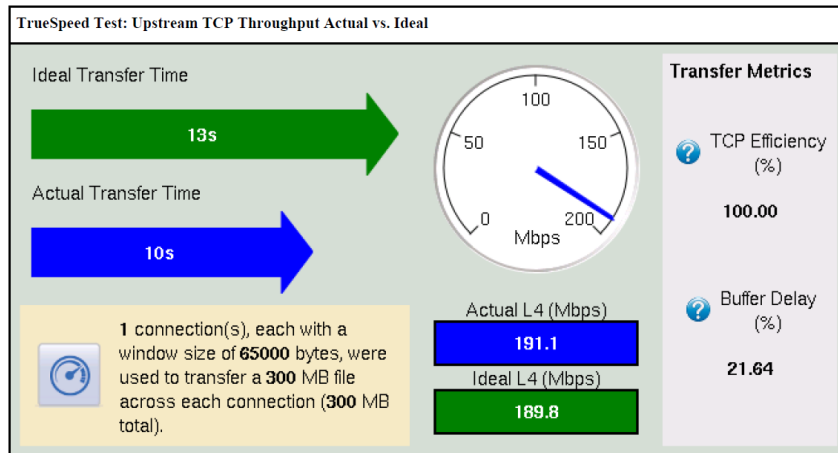 TrueSpeed Test: Upstream TCP Throughput Actual vs. Ideal
Ideal Transfer Time
13s
Actual Transfer Time
10s
1 connection(s), each with a
window size of 65000 bytes, were
used to transfer a 300 MB file
across each connection (300 MB
total).
0
50
100
150
200
Mbps
Actual L4 (Mbps)
191.1
Ideal L4 (Mbps)
189.8
Transfer Metrics
?
TCP Efficiency
(%)
100.00
?
Buffer Delay
(%)
21.64